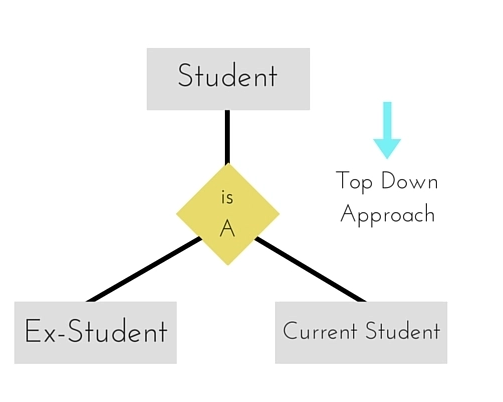 Student
is
A
Top Down
Approach
Ex-Student
Current Student